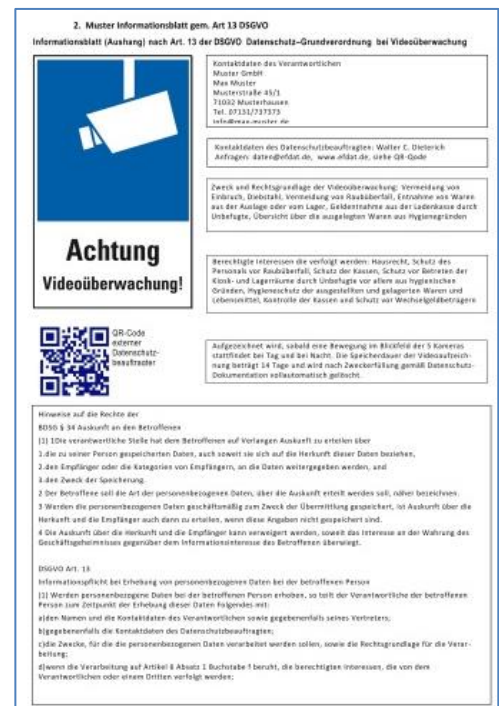 2. Muster Informationsblatt gem. Art 13 DSGVO
Informationsblatt (Aushang) nach Art. 13 der DSGVO Datenschutz-Grundverordnung bei Videoüberwachung
Achtung
Videoüberwachung!
Kontaktdaten des Verantwortlichen
Muster GmbH
Max Muster
Musterstraße 45/1
71032 Musterhausen
Tel. 07131/737373
info@max-muster.de
Kontaktdaten des Datenschutzbeauftragten: Walter C. Dieterich
Anfragen: daten@efdat.de, www.efdat.de, siehe QR-Qode
Zweck und Rechtsgrundlage der Videoüberwachung: Vermeidung von
Einbruch, Diebstahl, Vermeidung von Raubüberfall, Entnahme von Waren
aus der Auslage oder vom Lager, Geldentnahme aus der Ladenkasse durch
Unbefugte, Übersicht über die ausgelegten Waren aus Hygienegründen
Berechtigte Interessen die verfolgt werden: Hausrecht, Schutz des
Personals vor Raubüberfall, Schutz der Kassen, Schutz vor Betreten der
Kiosk- und Lagerräume durch Unbefugte vor allem aus hygienischen
Gründen, Hygieneschutz der ausgestellten und gelagerten Waren und
Lebensmittel, Kontrolle der Kassen und Schutz vor Wechselgeldbetrügern
QR-Code
externer
Datenschutz-
beauftragter
Aufgezeichnet wird, sobald eine Bewegung im Blickfeld der 5 Kameras
stattfindet bei Tag und bei Nacht. Die Speicherdauer der Videoaufzeich-
nung beträgt 14 Tage und wird nach Zweckerfüllung gemäß Datenschutz-
Dokumentation vollautomatisch gelöscht.
Hinweise auf die Rechte der
BDSG § 34 Auskunft an den Betroffenen
(1) 1Die verantwortliche Stelle hat dem Betroffenen auf Verlangen Auskunft zu erteilen über
1.die zu seiner Person gespeicherten Daten, auch soweit sie sich auf die Herkunft dieser Daten beziehen,
2.den Empfänger oder die Kategorien von Empfängern, an die Daten weitergegeben werden, und
3.den Zweck der Speicherung.
2 Der Betroffene soll die Art der personenbezogenen Daten, über die Auskunft erteilt werden soll, näher bezeichnen.
3 Werden die personenbezogenen Daten geschäftsmäßig zum Zweck der Übermittlung gespeichert, ist Auskunft über die
Herkunft und die Empfänger auch dann zu erteilen, wenn diese Angaben nicht gespeichert sind.
4 Die Auskunft über die Herkunft und die Empfänger kann verweigert werden, soweit das Interesse an der Wahrung des
Geschäftsgeheimnisses gegenüber dem Informationsinteresse des Betroffenen überwiegt.
DSGVO Art. 13
Informationspflicht bei Erhebung von personenbezogenen Daten bei der betroffenen Person
(1) Werden personenbezogene Daten bei der betroffenen Person erhoben, so teilt der Verantwortliche der betroffenen
Person zum Zeitpunkt der Erhebung dieser Daten Folgendes mit:
a)den Namen und die Kontaktdaten des Verantwortlichen sowie gegebenenfalls seines Vertreters;
b)gegebenenfalls die Kontaktdaten des Datenschutzbeauftragten;
c)die Zwecke, für die die personenbezogenen Daten verarbeitet werden sollen, sowie die Rechtsgrundlage für die Verar-
beitung;
d)wenn die Verarbeitung auf Artikel 6 Absatz 1 Buchstabe f beruht, die berechtigten Interessen, die von dem
Verantwortlichen oder einem Dritten verfolgt werden;